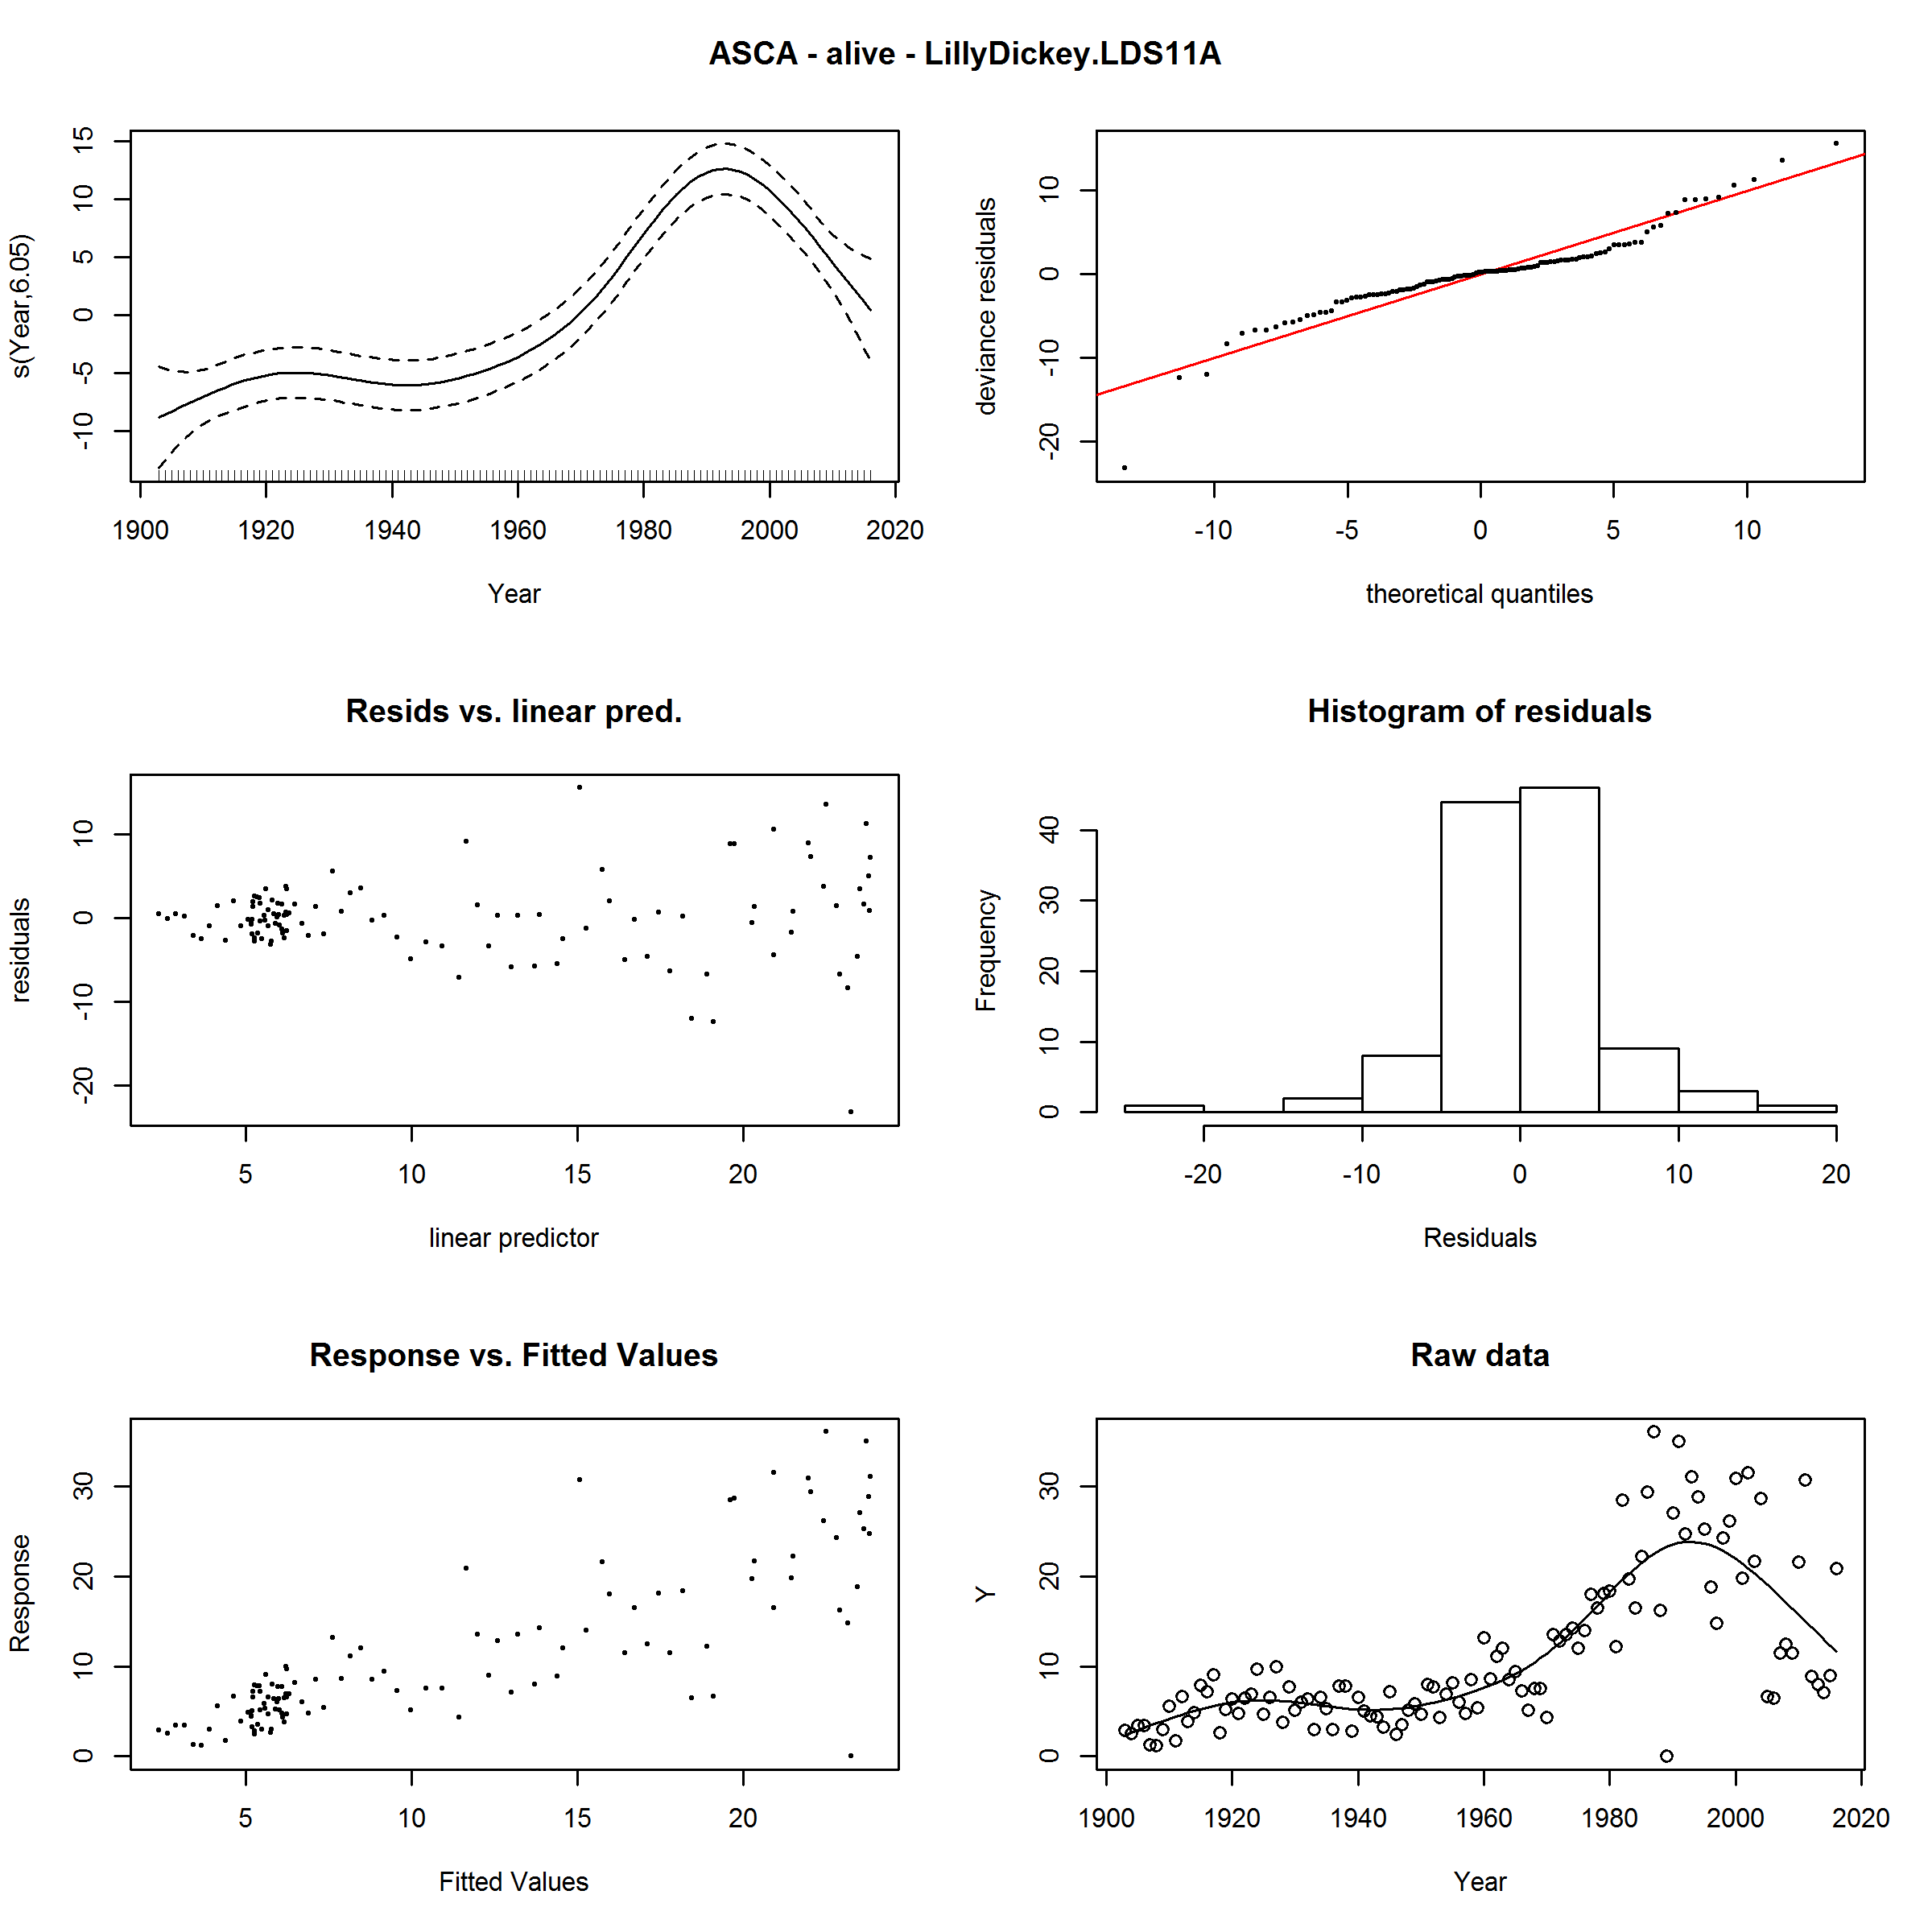 ASCA - alive - LillyDickey.LDS11A
s(Year,6.05)
15
10
5
0
-5
-10
1900 1920 1940 1960 1980 2000 2020
Year
deviance residuals
10
0
-10
-20
-10 -5 0 5 10
theoretical quantiles
Resids vs. linear pred.
residuals
10
0
-10
-20
5 10 15 20
linear predictor
Histogram of residuals
Frequency
40
30
20
10
0
-20 -10 0 10 20
Residuals
Response vs. Fitted Values
Response
30
20
10
0
5 10 15 20
Fitted Values
Raw data
Y
30
20
10
0
1900 1920 1940 1960 1980 2000 2020
Year